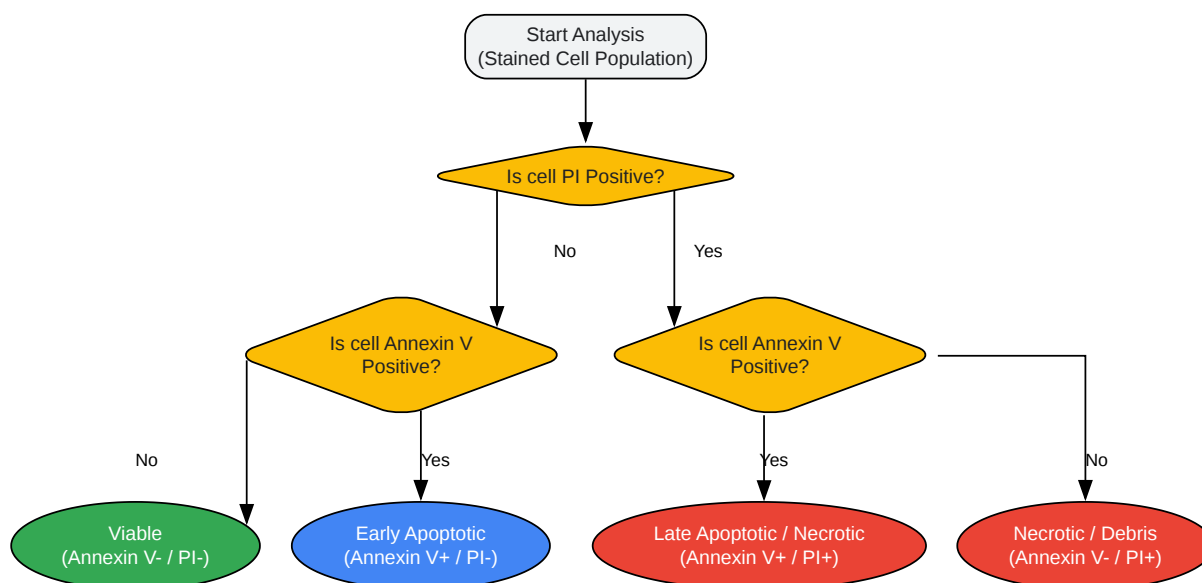 Start Analysis
(Stained Cell Population)
Is cell PI Positive?
No
Yes
Is cell Annexin V
Positive?
Is cell Annexin V
Positive?
No
Yes
Yes
No
Viable
(Annexin V- / PI-)
Early Apoptotic
(Annexin V+ / PI-)
Late Apoptotic / Necrotic
(Annexin V+ / PI+)
Necrotic / Debris
(Annexin V- / PI+)